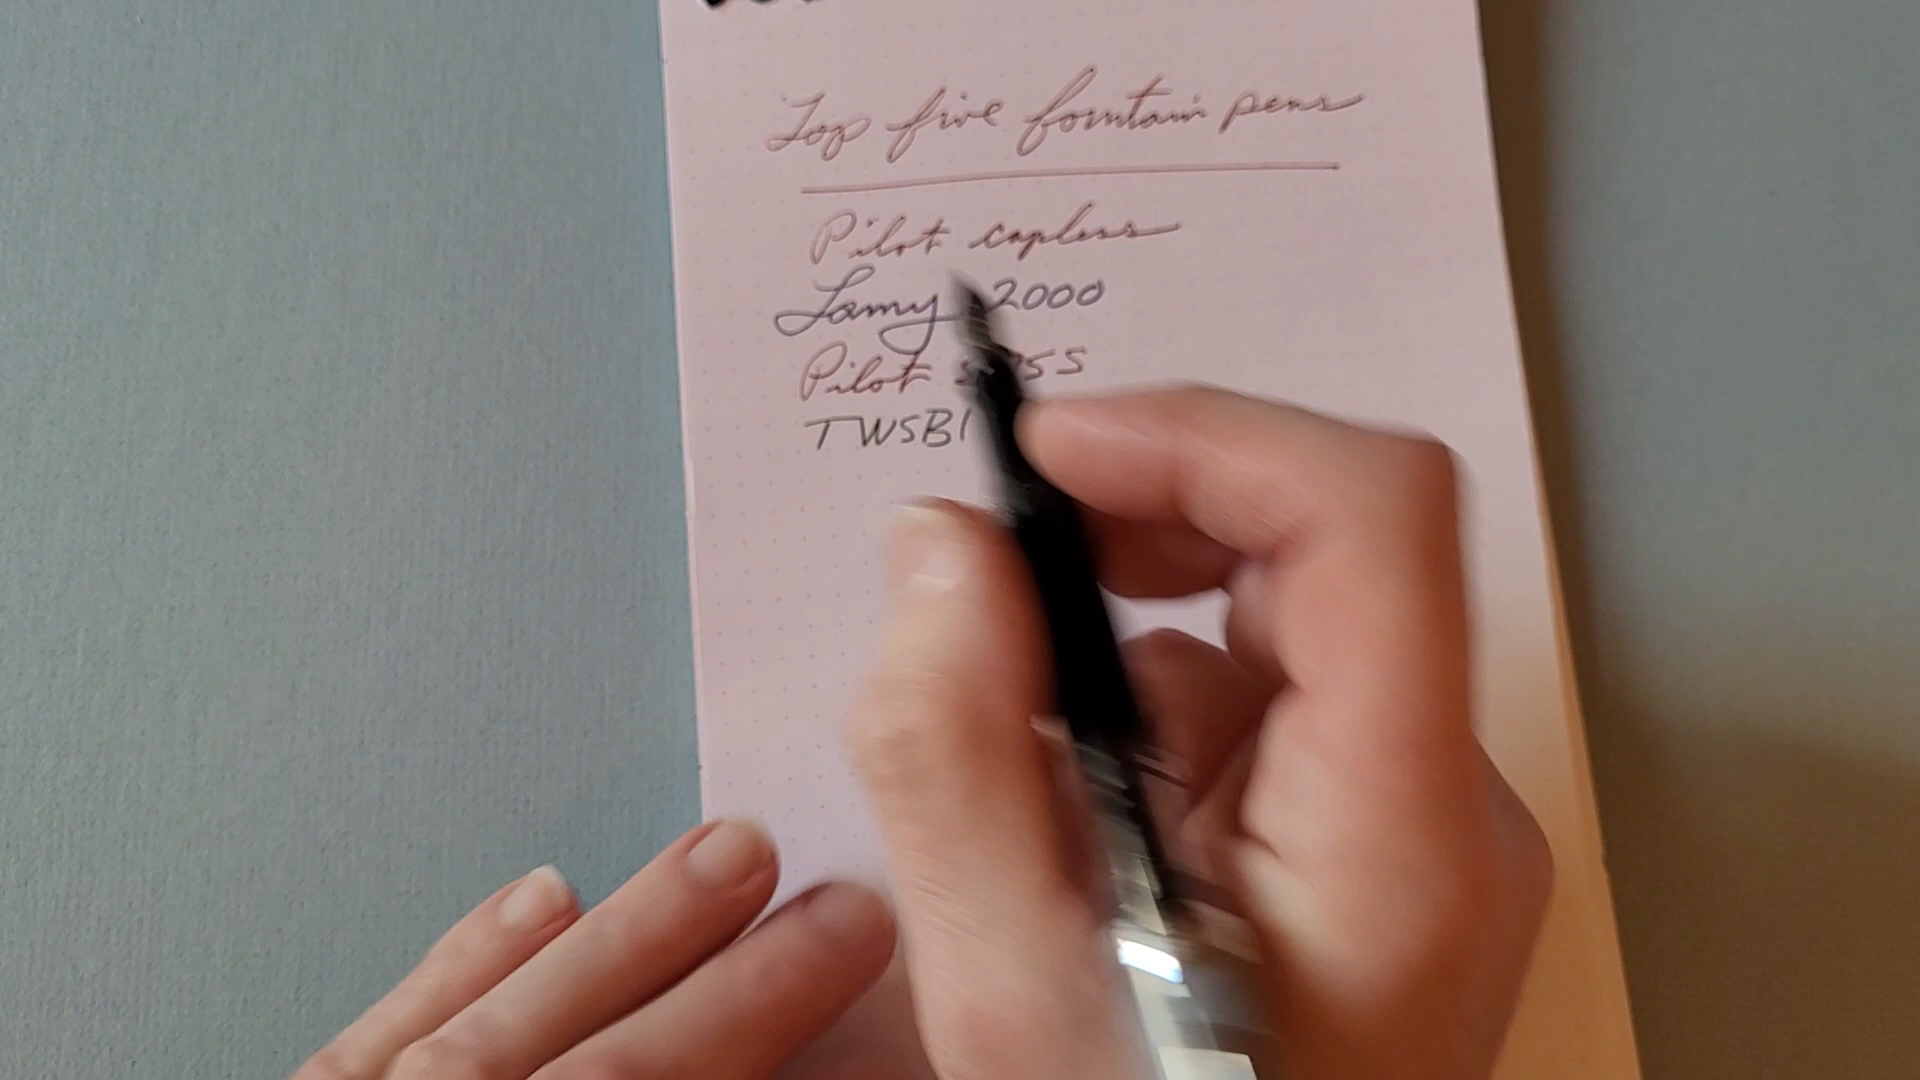 Top five fountain pens
Pilot capless
Lamy 2000
Pilot
TWSBI